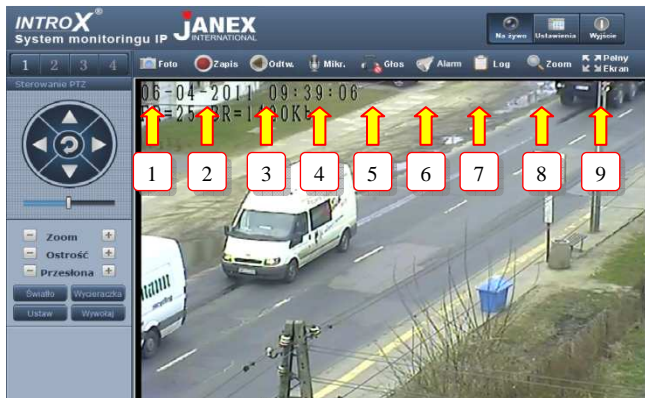 INTROX®
System monitoringu IP
JANEX
INTERNATIONAL
Na żywo
Ustawienia
Wyjście
1 2 3 4
Foto
Zapis
Odtw.
Mikr.
Głos
Alarm
Log
Zoom
Pełny
Ekran
Sterowanie PTZ
06-04-2011 09:39:06
1 2 3 4 5 6 7 8 9
Zoom
Ostrość
Przesłona
Światło
Wycieraczka
Ustaw
Wywołaj